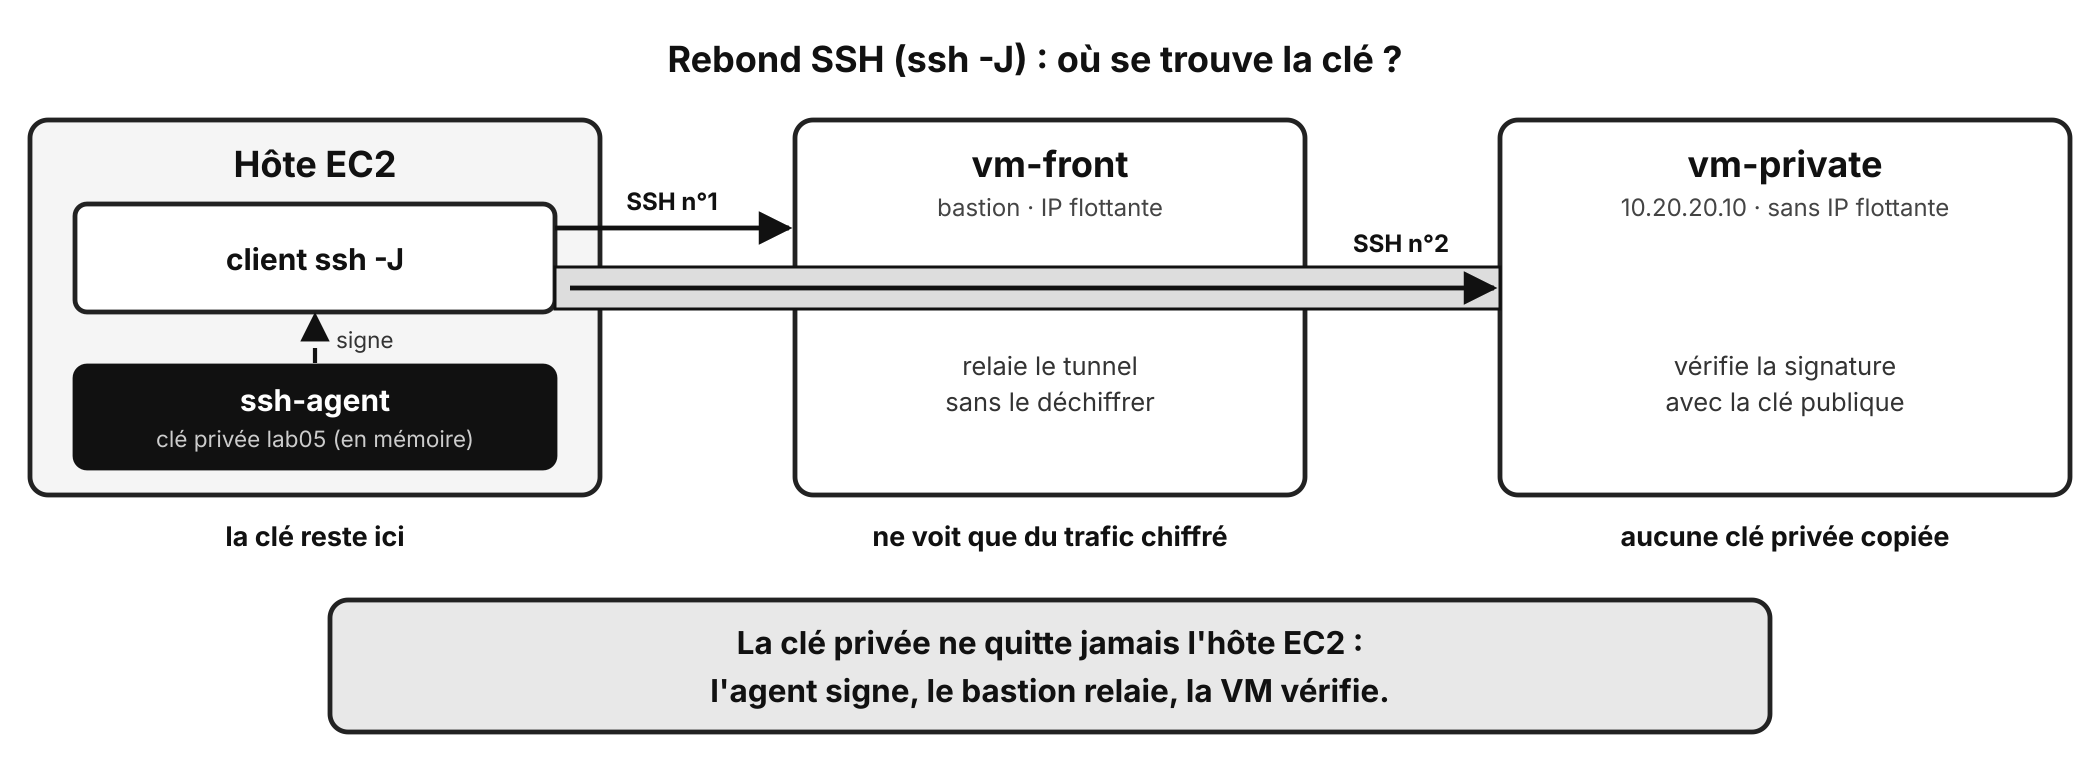 Rebond SSH (ssh -J) : où se trouve la clé ?
Hôte EC2
client ssh -J
signe
ssh-agent
clé privée lab05 (en mémoire)
la clé reste ici
SSH n°1
vm-front
bastion · IP flottante
relaie le tunnel
sans le déchiffrer
ne voit que du trafic chiffré
SSH n°2
vm-private
10.20.20.10 · sans IP flottante
vérifie la signature
avec la clé publique
aucune clé privée copiée
La clé privée ne quitte jamais l'hôte EC2 :
l'agent signe, le bastion relaie, la VM vérifie.